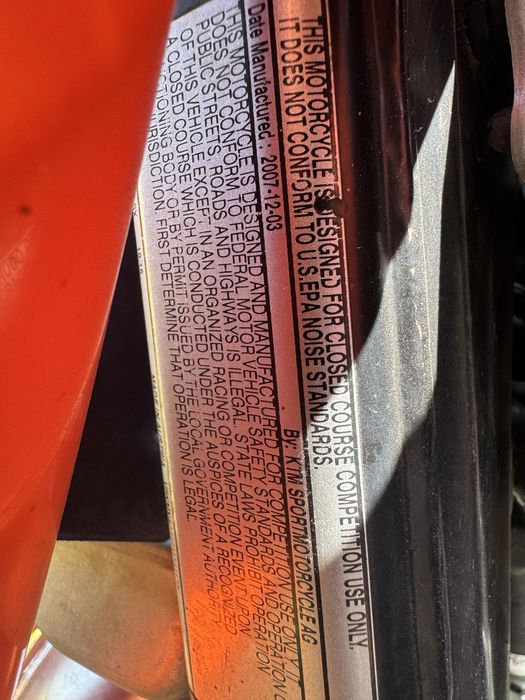 THIS MOTORCYCLE IS DESIGNED FOR CLOSED COURSE COMPETITION USE ONLY.
IT DOES NOT CONFORM TO U.S.EPA NOISE STANDARDS.
Date Manufactured: 2007-12-03 By: KTM SPORTMOTORCYCLE AG
THIS MOTORCYCLE IS DESIGNED AND MANUFACTURED FOR COMPETITION USE ONLY. IT
DOES NOT CONFORM TO FEDERAL MOTOR VEHICLE SAFETY STANDARDS AND OPERATION
PUBLIC STREETS, ROADS AND HIGHWAYS IS ILLEGAL. STATE LAWS PROHIBIT OPERATION
OF THIS VEHICLE EXCEPT IN AN ORGANIZED RACING OR COMPETITION EVENT UPON
A CLOSED COURSE WHICH IS CONDUCTED UNDER THE AUSPICES OF A RECOGNIZED
BODY OR BY PERMIT ISSUED BY THE LOCAL GOVERNMENT AUTHORITY
FIRST DETERMINE THAT OPERATION IS LEGAL